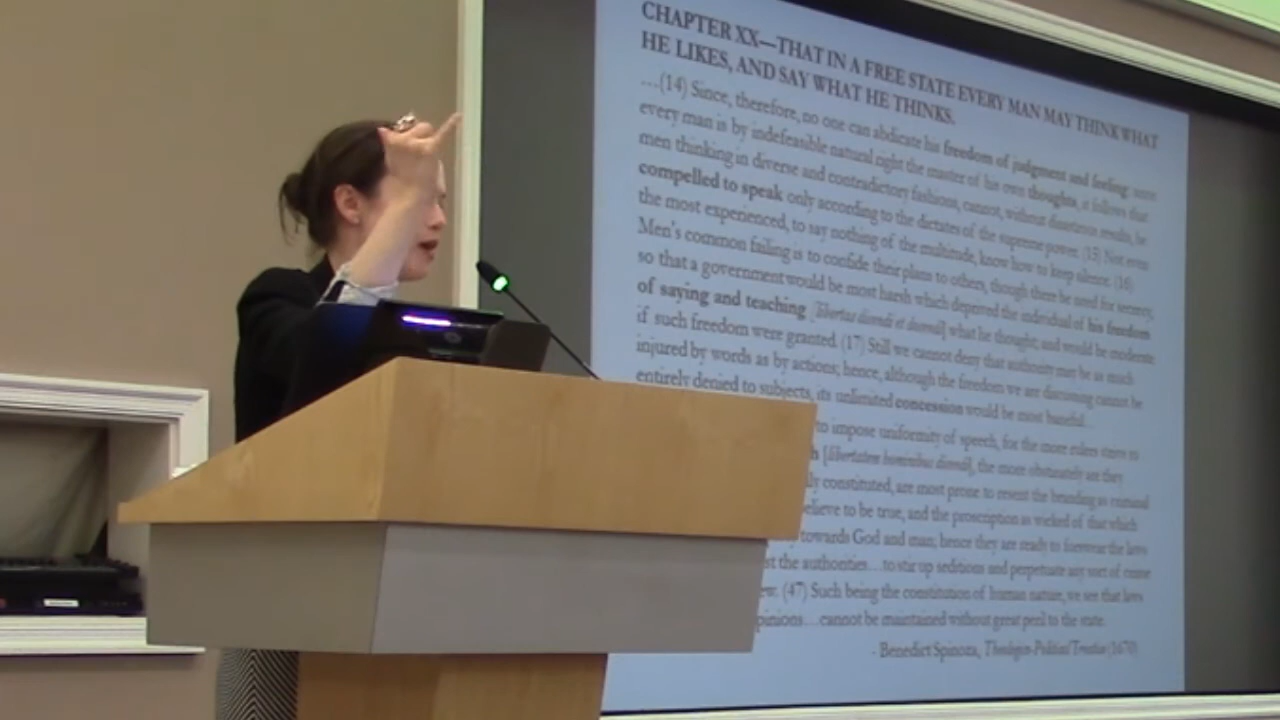 CHAPTER XX—THAT IN A FREE STATE EVERY MAN MAY THINK WHAT
HE LIKES, AND SAY WHAT HE THINKS.
…(14) Since, therefore, no one can abdicate his freedom of judgment and feeling; since
every man is by indefeasible natural right the master of his own thoughts, it follows that
men thinking in diverse and contradictory fashions, cannot, without disastrous results, be
compelled to speak only according to the dictates of the supreme power. (15) Not even
the most experienced, to say nothing of the multitude, know how to keep silence. (16)
Men's common failing is to confide their plans to others, though there be need for secrecy,
so that a government would be most harsh which deprived the individual of his freedom
of saying and teaching [libertas dicendi et docendi] what he thought; and would be moderate
if such freedom were granted. (17) Still we cannot deny that authority may be as much
injured by words as by actions; hence, although the freedom we are discussing cannot be
entirely denied to subjects, its unlimited concession would be most baneful…
to impose uniformity of speech, for the more rulers strive to
h [libertatem hominibus dicendi], the more obstinately are they
ly constituted, are most prone to resent the branding as criminal
believe to be true, and the proscription as wicked of that which
towards God and man; hence they are ready to forswear the laws
st the authorities…to stir up seditions and perpetuate any sort of crime
ew. (47) Such being the constitution of human nature, we see that laws
pinions…cannot be maintained without great peril to the state.
- Benedict Spinoza, Theologico-Political Treatise (1670)